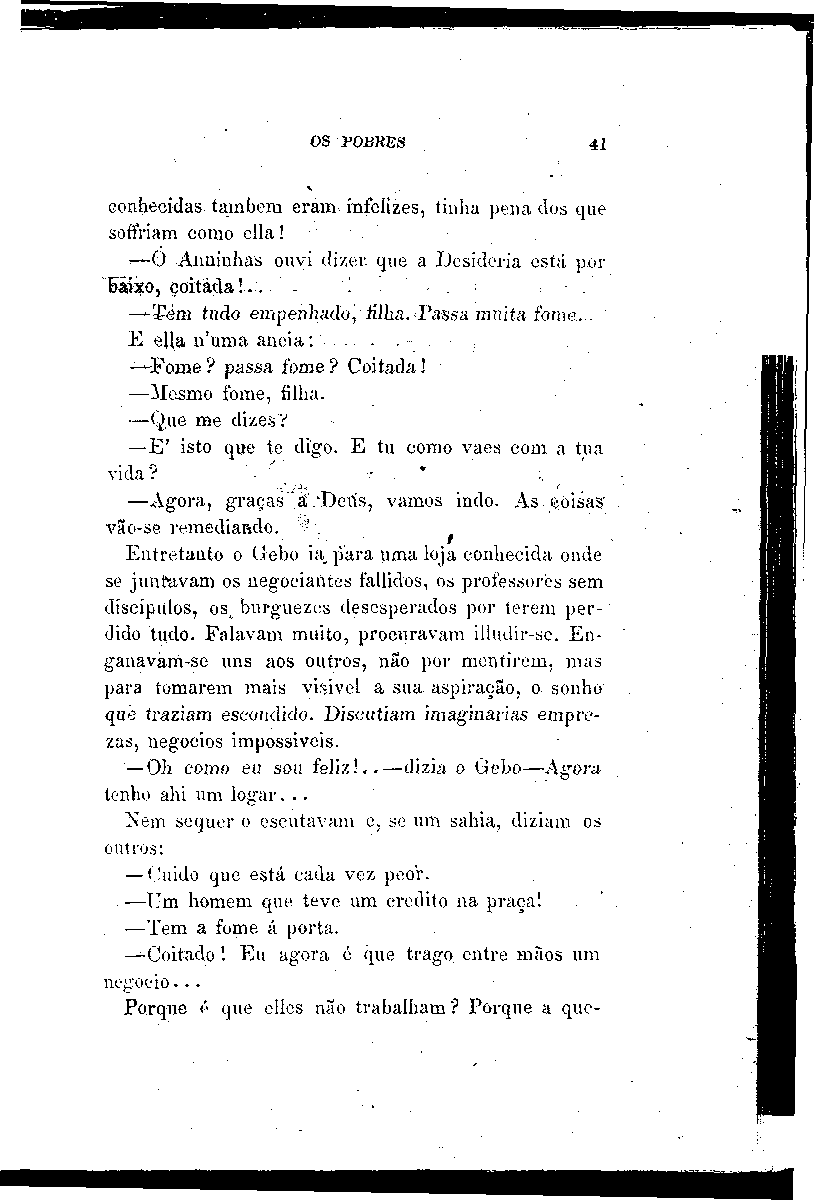 OS POBRES 41
conhecidas tambem eram infelizes, tinha pena dos que
soffriam como ella!
—Ó Anninhas ouvi dizer que a Desideria está por
baixo, coitada!...
—Tem tudo empenhado, filha. Passa muita fome...
E ella n'uma ancia:
—Fome? passa fome? Coitada!
—Mesmo fome, filha.
—Que me dizes?
—E' isto que te digo. E tu como vaes com a tua
vida?
—Agora, graças a Deus, vamos indo. As coisas
vão-se remediando.
Entretanto o Gebo ia para uma loja conhecida onde
se juntavam os negociantes fallidos, os professores sem
discipulos, os burguezes desesperados por terem per-
dido tudo. Falavam muito, procuravam illudir-se. En-
ganavam-se uns aos outros, não por mentirem, mas
para tomarem mais visivel a sua aspiração, o sonho
que traziam escondido. Discutiam imaginarias empre-
zas, negocios impossiveis.
—Oh como eu sou feliz!..—dizia o Gebo—Agora
tenho ahi um logar...
Nem sequer o escutavam e, se um sahia, diziam os
outros:
—Cuido que está cada vez peor.
—Um homem que teve um credito na praça!
—Tem a fome á porta.
—Coitado! Eu agora é que trago entre mãos um
negocio...
Porque é que elles não trabalham? Porque a que-